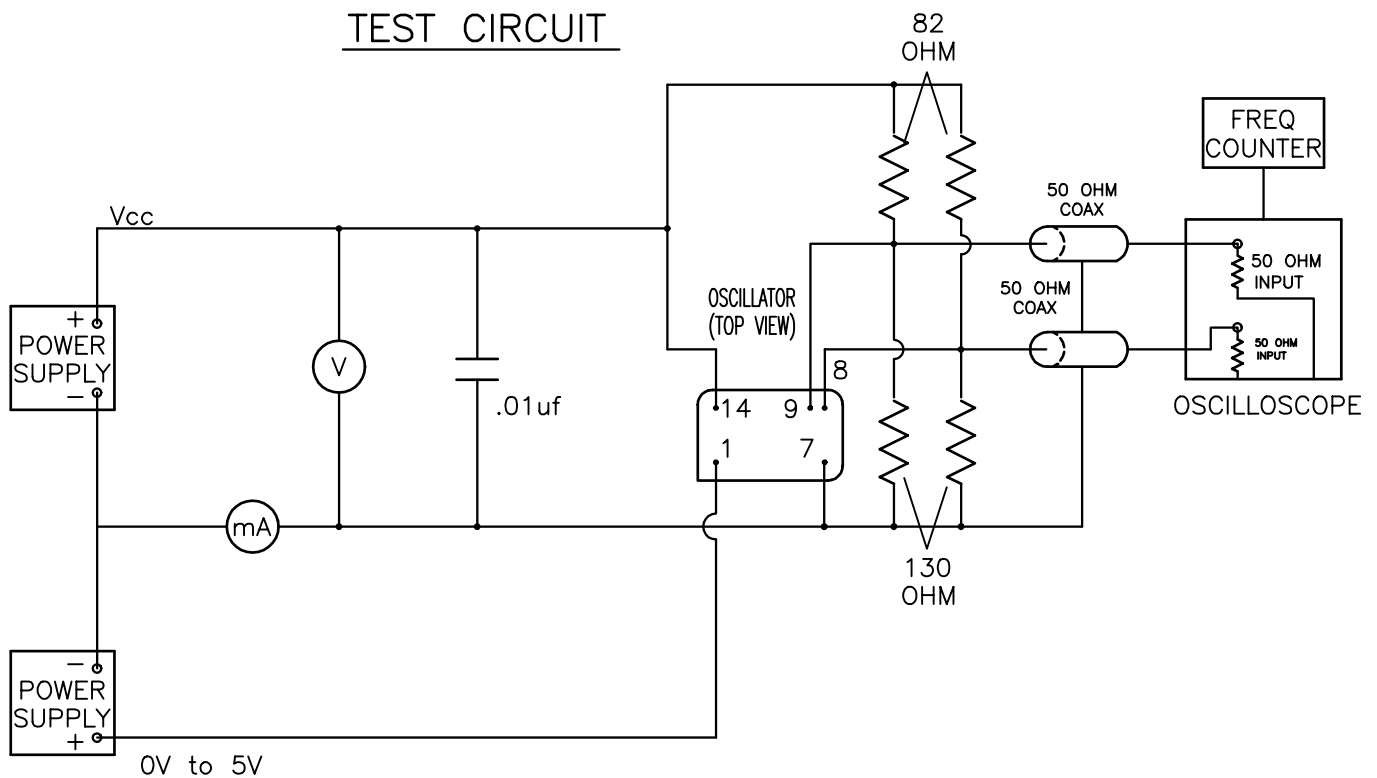 TEST CIRCUIT
82
OHM
FREQ
COUNTER
50 OHM
COAX
Vcc
50 OHM
INPUT
50 OHM
COAX
OSCILLATOR
(TOP VIEW)
+
POWER
SUPPLY
−
V
50 OHM
INPUT
8
.01uf
14
9
OSCILLOSCOPE
1
7
mA
130
OHM
−
POWER
SUPPLY
+
0V to 5V